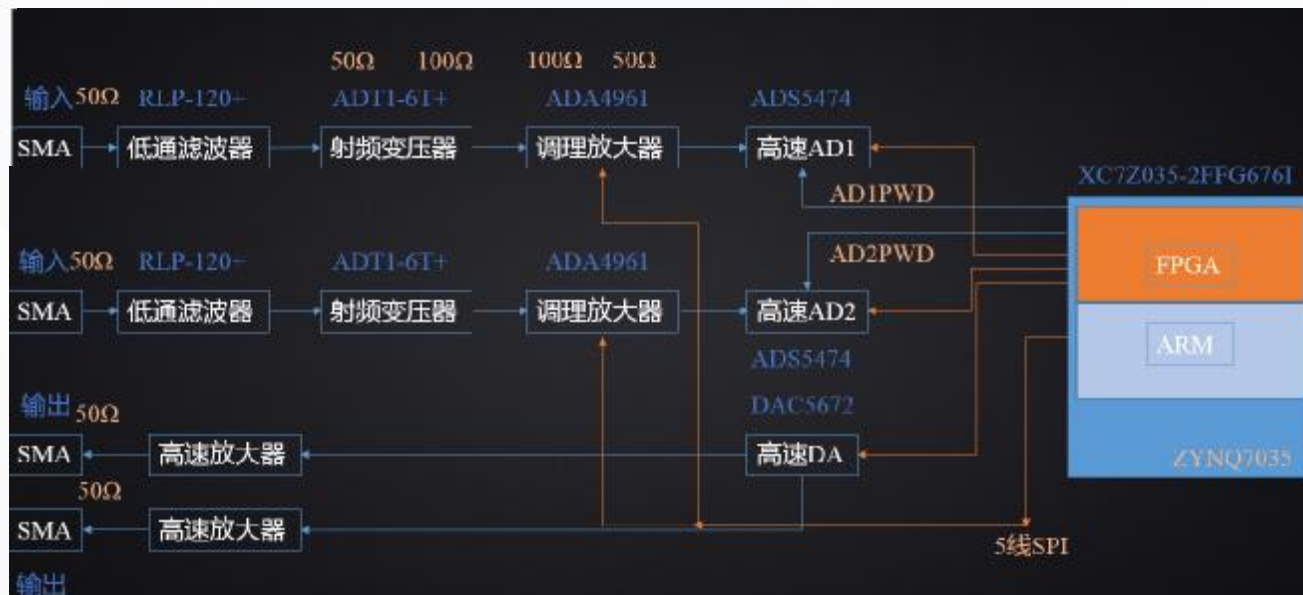 50Ω 100Ω 100Ω 50Ω
输入50Ω RLP-120+ ADT1-6T+ ADA4961 ADS5474
SMA 低通滤波器 射频变压器 调理放大器 高速AD1
XC7Z035-2FFG676I
AD1PWD
输入50Ω RLP-120+ ADT1-6T+ ADA4961 AD2PWD
FPGA
SMA 低通滤波器 射频变压器 调理放大器 高速AD2
ARM
ADS5474
输出 50Ω DAC5672
SMA 高速放大器 高速DA
ZYNQ7035
50Ω
SMA 高速放大器
5线SPI
输出